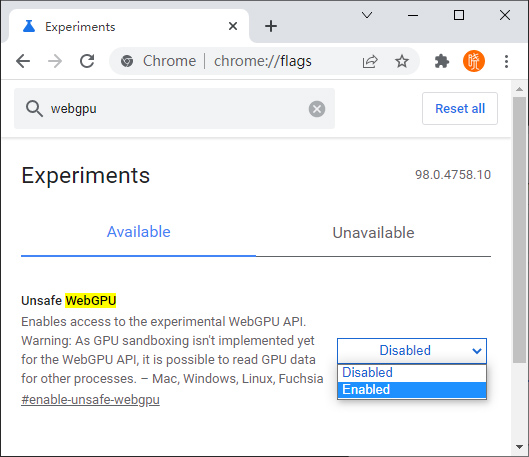 Experiments
Chrome | chrome://flags
晓
webgpu
Reset all
Experiments
98.0.4758.10
Available
Unavailable
Unsafe WebGPU
Enables access to the experimental WebGPU API.
Warning: As GPU sandboxing isn't implemented yet
for the WebGPU API, it is possible to read GPU data
for other processes. – Mac, Windows, Linux, Fuchsia
#enable-unsafe-webgpu
Disabled
Disabled
Enabled